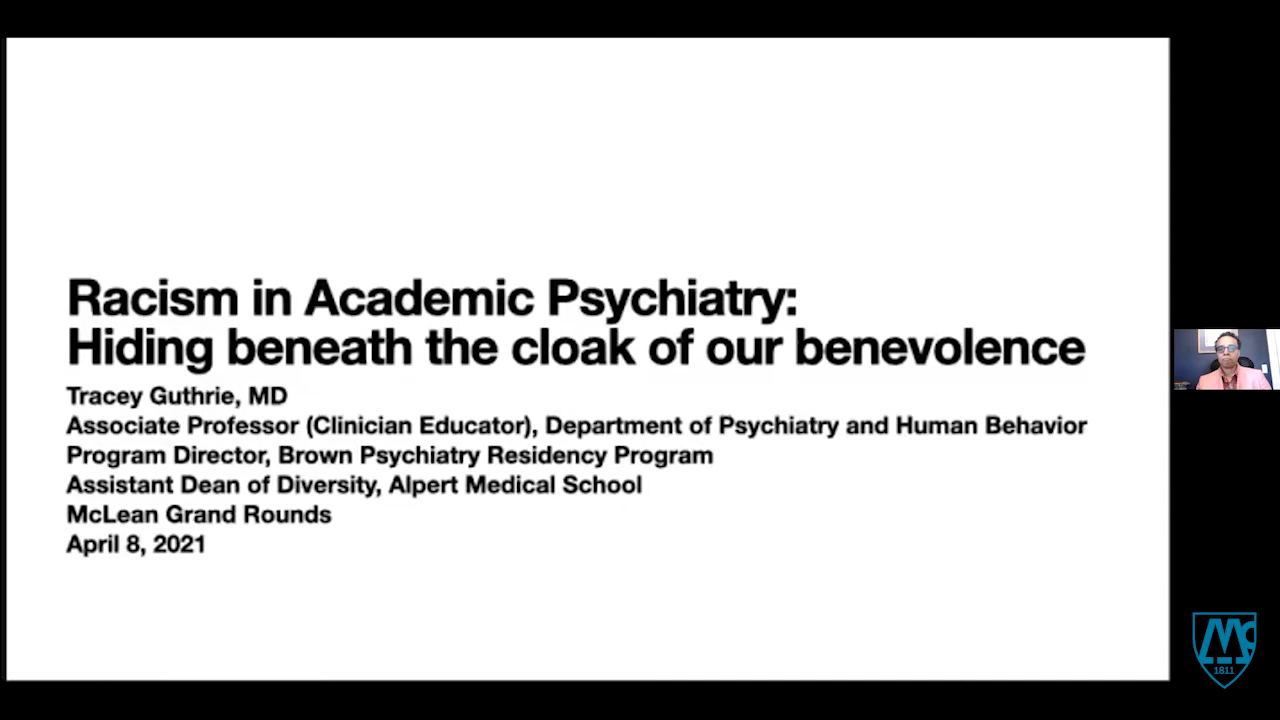 Racism in Academic Psychiatry:
Hiding beneath the cloak of our benevolence
Tracey Guthrie, MD
Associate Professor (Clinician Educator), Department of Psychiatry and Human Behavior
Program Director, Brown Psychiatry Residency Program
Assistant Dean of Diversity, Alpert Medical School
McLean Grand Rounds
April 8, 2021
Mc
1811